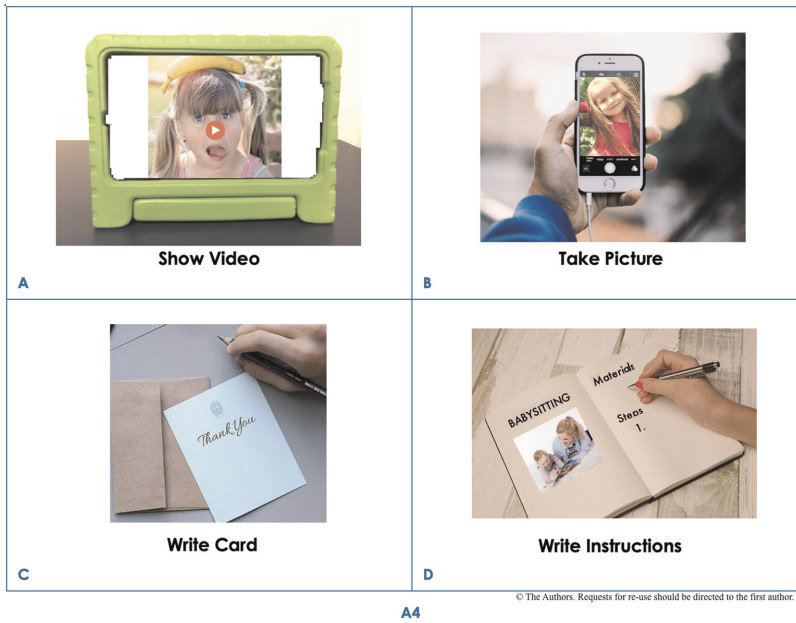 Show Video
A
Take Picture
B
Thank You
Write Card
C
BABYSITTING
Materials
Steps
1.
Write Instructions
D
© The Authors. Requests for re-use should be directed to the first author.
A4